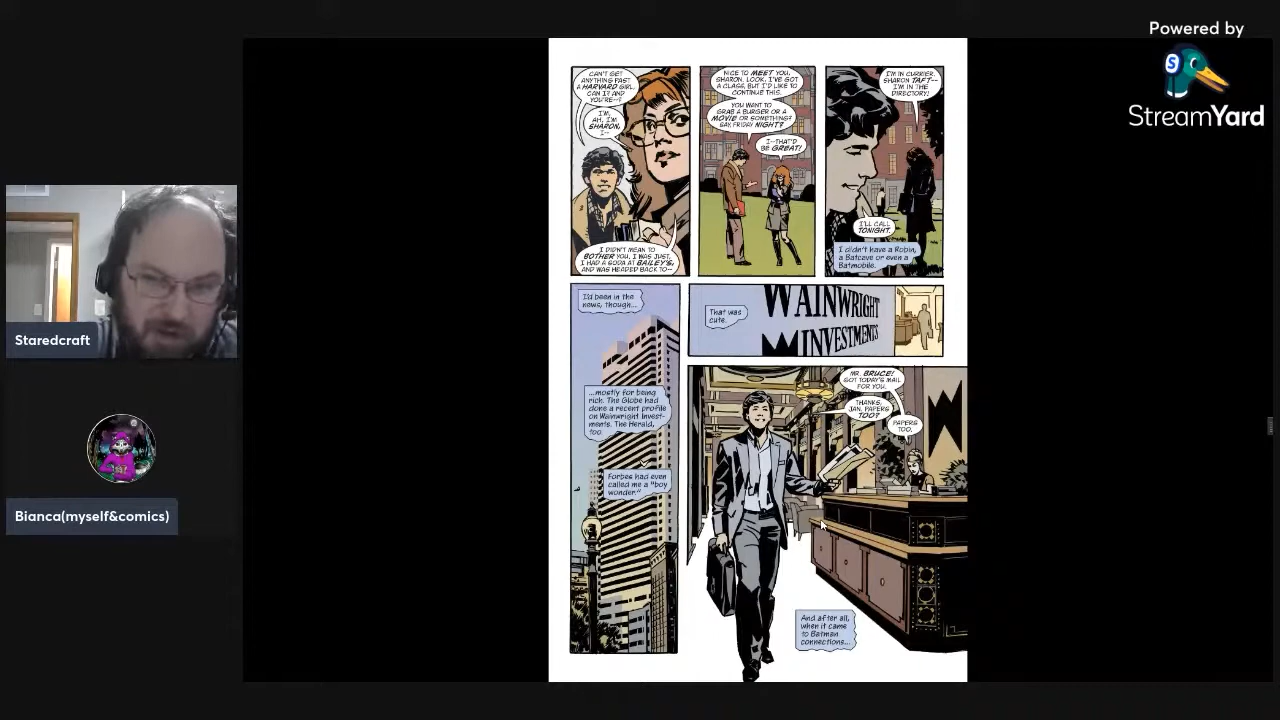 Powered by
StreamYard
Staredcraft
Bianca(myself&comics)
CAN'T GET
ANYTHING PAST
A HARVARD GIRL,
CAN I? AND
YOU'RE--?
I'M,
AH, I'M
SHARON,
I--
I DIDN'T MEAN TO
BOTHER YOU, I WAS JUST,
I HAD A SODA AT BAILEY'S,
AND WAS HEADED BACK TO--
NICE TO MEET YOU,
SHARON. LOOK, I'VE GOT
A CLASS, BUT I'D LIKE TO
CONTINUE THIS.
YOU WANT TO
GRAB A BURGER OR A
MOVIE OR SOMETHING?
SAY, FRIDAY NIGHT?
I--THAT'D
BE GREAT!
I'M IN CURRIER.
SHARON TAFT--
I'M IN THE
DIRECTORY!
I'LL CALL
TONIGHT.
I didn't have a Robin,
a Batcave or even a
Batmobile.
I'd been in the
news, though...
...mostly for being
rich. The Globe had
done a recent profile
on Wainwright Invest-
ments. The Herald,
too.
Forbes had even
called me a "boy
wonder."
That was
cute.
WAINWRIGHT
INVESTMENTS
MR. BRUCE!
GOT TODAY'S MAIL
FOR YOU.
THANKS,
JAN. PAPERS
TOO?
PAPERS
TOO.
And after all,
when it came
to Batman
connections...